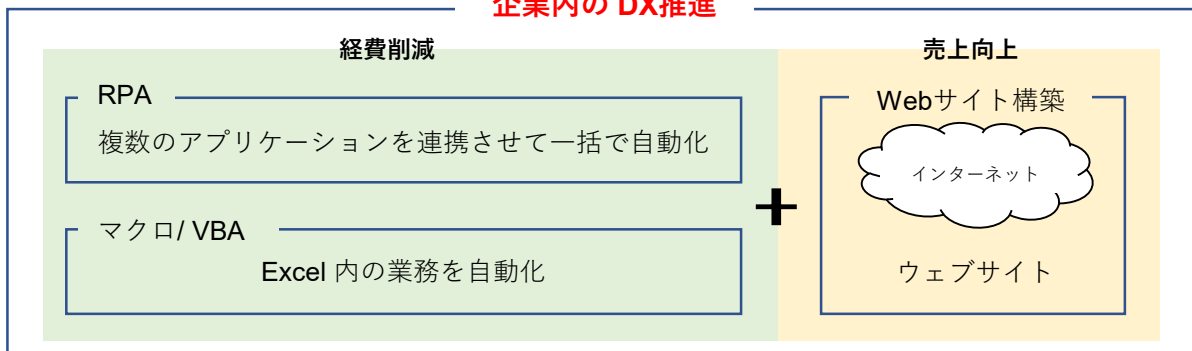 企業内の DX推進
経費削減
売上向上
RPA
複数のアプリケーションを連携させて一括で自動化
マクロ/ VBA
Excel 内の業務を自動化
+
Webサイト構築
インターネット
ウェブサイト